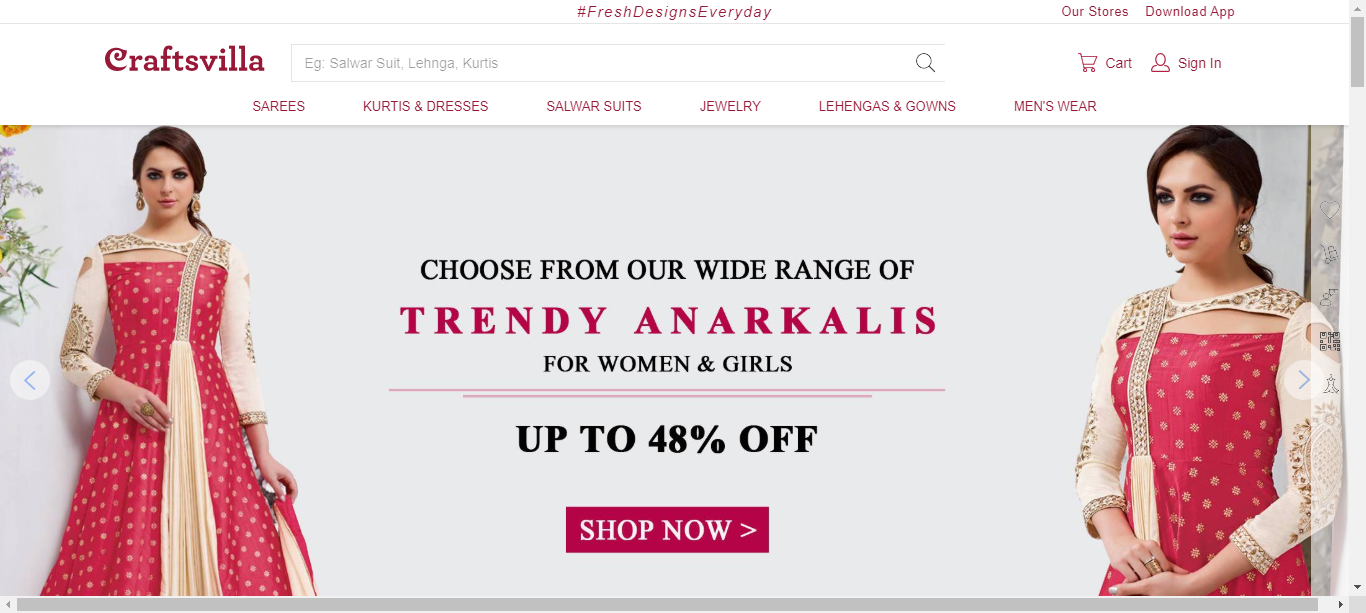 #FreshDesignsEveryday
Our Stores Download App
Craftsvilla
Eg: Salwar Suit, Lehnga, Kurtis
Cart
Sign In
SAREES KURTIS & DRESSES SALWAR SUITS JEWELRY LEHENGAS & GOWNS MEN'S WEAR
CHOOSE FROM OUR WIDE RANGE OF
TRENDY ANARKALIS
FOR WOMEN & GIRLS
UP TO 48% OFF
SHOP NOW >